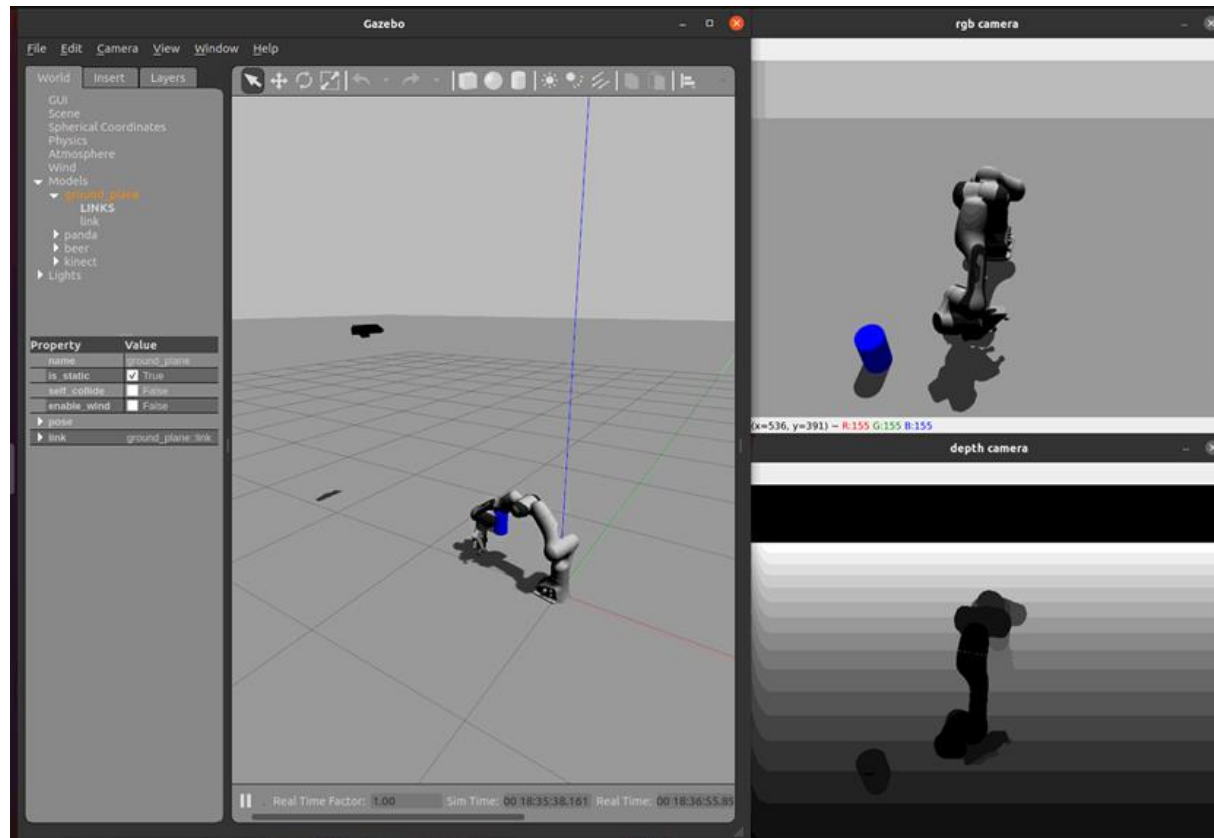 Gazebo
File Edit Camera View Window Help
World Insert Layers
GUI
Scene
Spherical Coordinates
Physics
Atmosphere
Wind
Models
ground_plane
LINKS
link
panda
beer
kinect
Lights
Property Value
name ground_plane
is_static True
self_collide False
enable_wind False
pose
link ground_plane::link
Real Time Factor: 1.00 Sim Time: 00 18:35:38.161 Real Time: 00 18:36:55.85
rgb camera
(x=536, y=391) ~ R:155 G:155 B:155
depth camera